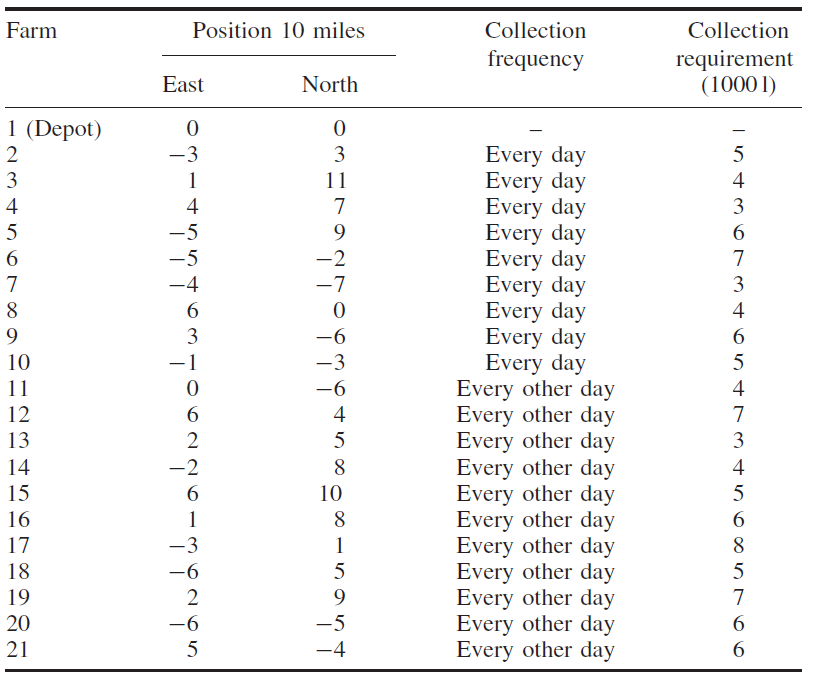 Farm Position 10 miles Collection Collection
frequency requirement
East North (1000 l)
1 (Depot) 0 0 – –
2 −3 3 Every day 5
3 1 11 Every day 4
4 4 7 Every day 3
5 −5 9 Every day 6
6 −5 −2 Every day 7
7 −4 −7 Every day 3
8 6 0 Every day 4
9 3 −6 Every day 6
10 −1 −3 Every day 5
11 0 −6 Every other day 4
12 6 4 Every other day 7
13 2 5 Every other day 3
14 −2 8 Every other day 4
15 6 10 Every other day 5
16 1 8 Every other day 6
17 −3 1 Every other day 8
18 −6 5 Every other day 5
19 2 9 Every other day 7
20 −6 −5 Every other day 6
21 5 −4 Every other day 6